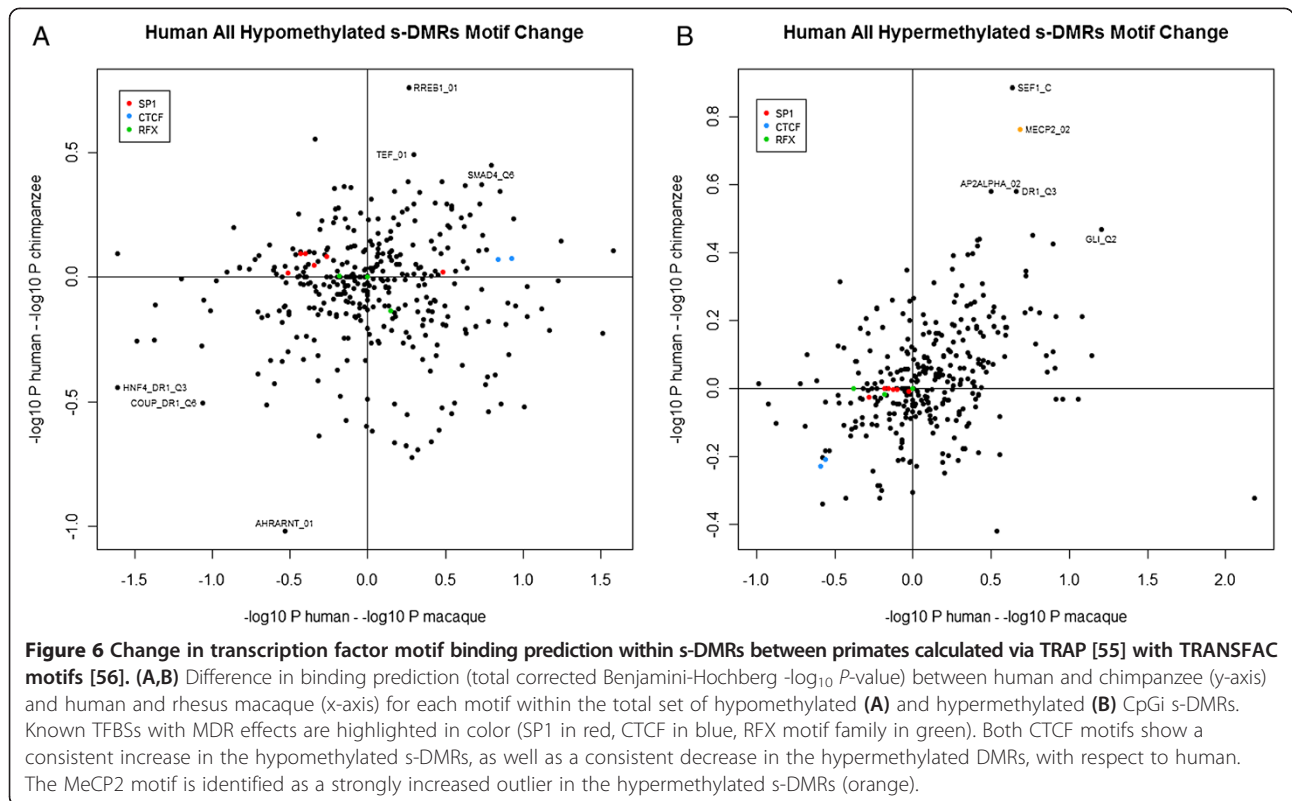 A
Human All Hypomethylated s-DMRs Motif Change
SP1
CTCF
RFX
RREB1_01
TEF_01
SMAD4_Q6
HNF4_DR1_Q3
COUP_DR1_Q6
AHRARNT_01
0.5
0.0
-0.5
-1.0
-log10 P human - -log10 P chimpanzee
-1.5 -1.0 -0.5 0.0 0.5 1.0 1.5
-log10 P human - -log10 P macaque
B
Human All Hypermethylated s-DMRs Motif Change
SP1
CTCF
RFX
SEF1_C
MECP2_02
AP2ALPHA_02
DR1_Q3
GLI_Q2
0.8
0.6
0.4
0.2
0.0
-0.2
-0.4
-log10 P human - -log10 P chimpanzee
-1.0 -0.5 0.0 0.5 1.0 1.5 2.0
-log10 P human - -log10 P macaque
Figure 6 Change in transcription factor motif binding prediction within s-DMRs between primates calculated via TRAP [55] with TRANSFAC
motifs [56]. (A,B) Difference in binding prediction (total corrected Benjamini-Hochberg -log10 P-value) between human and chimpanzee (y-axis)
and human and rhesus macaque (x-axis) for each motif within the total set of hypomethylated (A) and hypermethylated (B) CpGi s-DMRs.
Known TFBSs with MDR effects are highlighted in color (SP1 in red, CTCF in blue, RFX motif family in green). Both CTCF motifs show a
consistent increase in the hypomethylated s-DMRs, as well as a consistent decrease in the hypermethylated DMRs, with respect to human.
The MeCP2 motif is identified as a strongly increased outlier in the hypermethylated s-DMRs (orange).